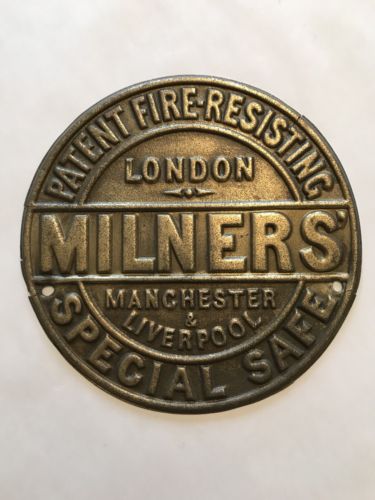 PATENT FIRE-RESISTING
LONDON
MILNERS'
MANCHESTER
&
LIVERPOOL
SPECIAL SAFE